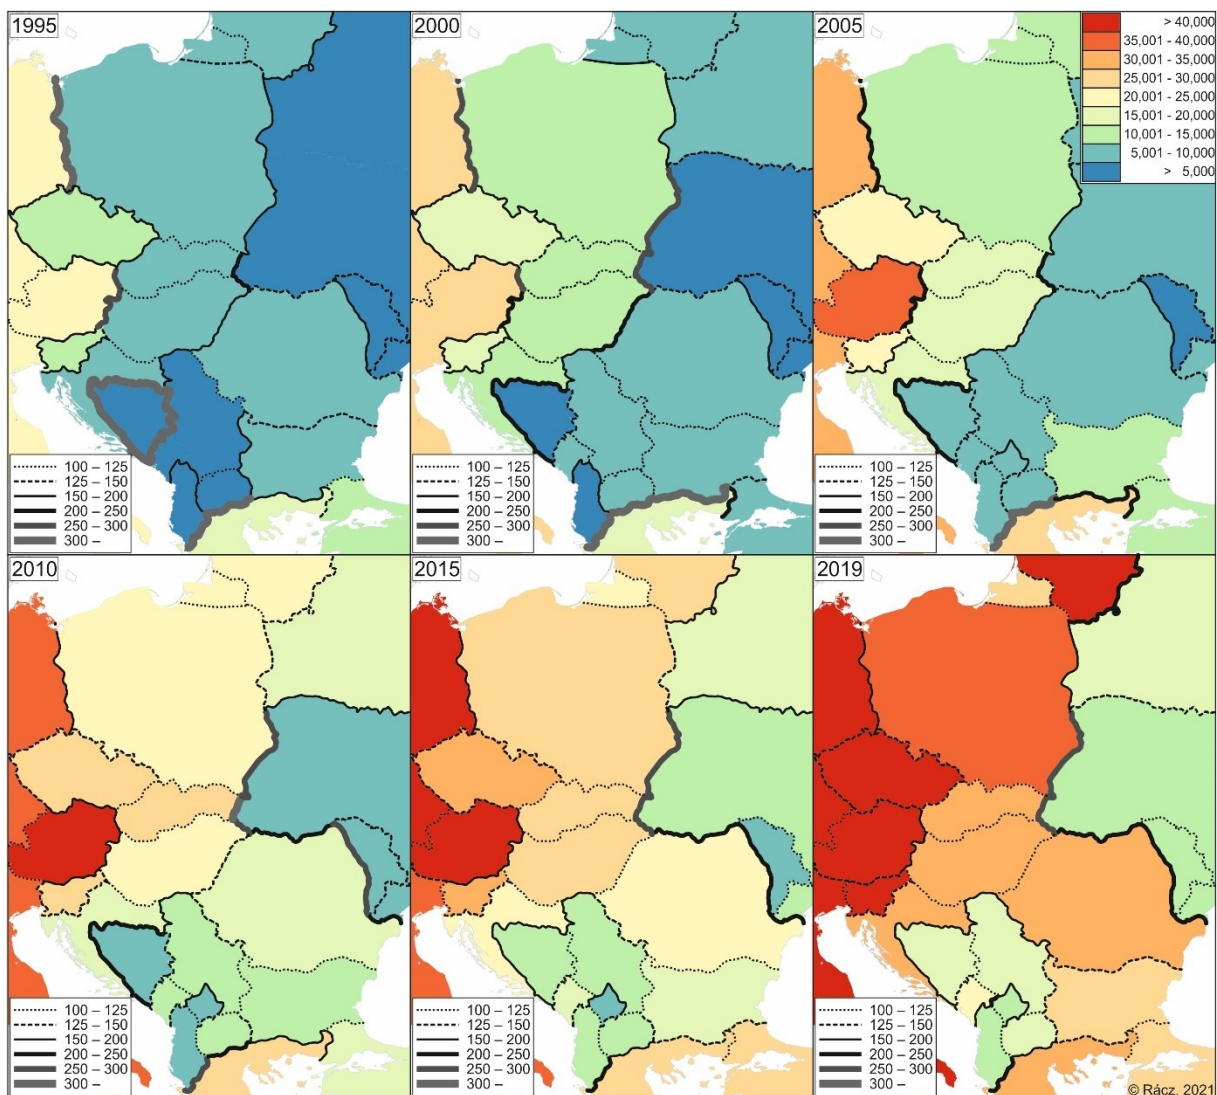 1995
2000
2005
> 40,000
35,001 - 40,000
30,001 - 35,000
25,001 - 30,000
20,001 - 25,000
15,001 - 20,000
10,001 - 15,000
5,001 - 10,000
> 5,000
100 – 125
125 – 150
150 – 200
200 – 250
250 – 300
300 –
100 – 125
125 – 150
150 – 200
200 – 250
250 – 300
300 –
100 – 125
125 – 150
150 – 200
200 – 250
250 – 300
300 –
2010
2015
2019
100 – 125
125 – 150
150 – 200
200 – 250
250 – 300
300 –
100 – 125
125 – 150
150 – 200
200 – 250
250 – 300
300 –
100 – 125
125 – 150
150 – 200
200 – 250
250 – 300
300 –
© Rácz, 2021